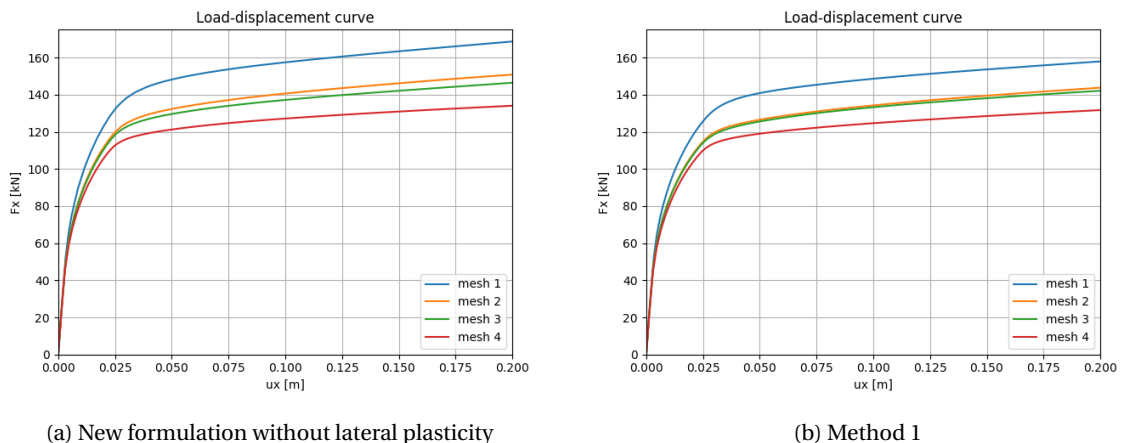 Load-displacement curve
Fx [kN]
160
140
120
100
80
60
40
20
0
mesh 1
mesh 2
mesh 3
mesh 4
0.000 0.025 0.050 0.075 0.100 0.125 0.150 0.175 0.200
ux [m]
(a) New formulation without lateral plasticity
Load-displacement curve
Fx [kN]
160
140
120
100
80
60
40
20
0
mesh 1
mesh 2
mesh 3
mesh 4
0.000 0.025 0.050 0.075 0.100 0.125 0.150 0.175 0.200
ux [m]
(b) Method 1